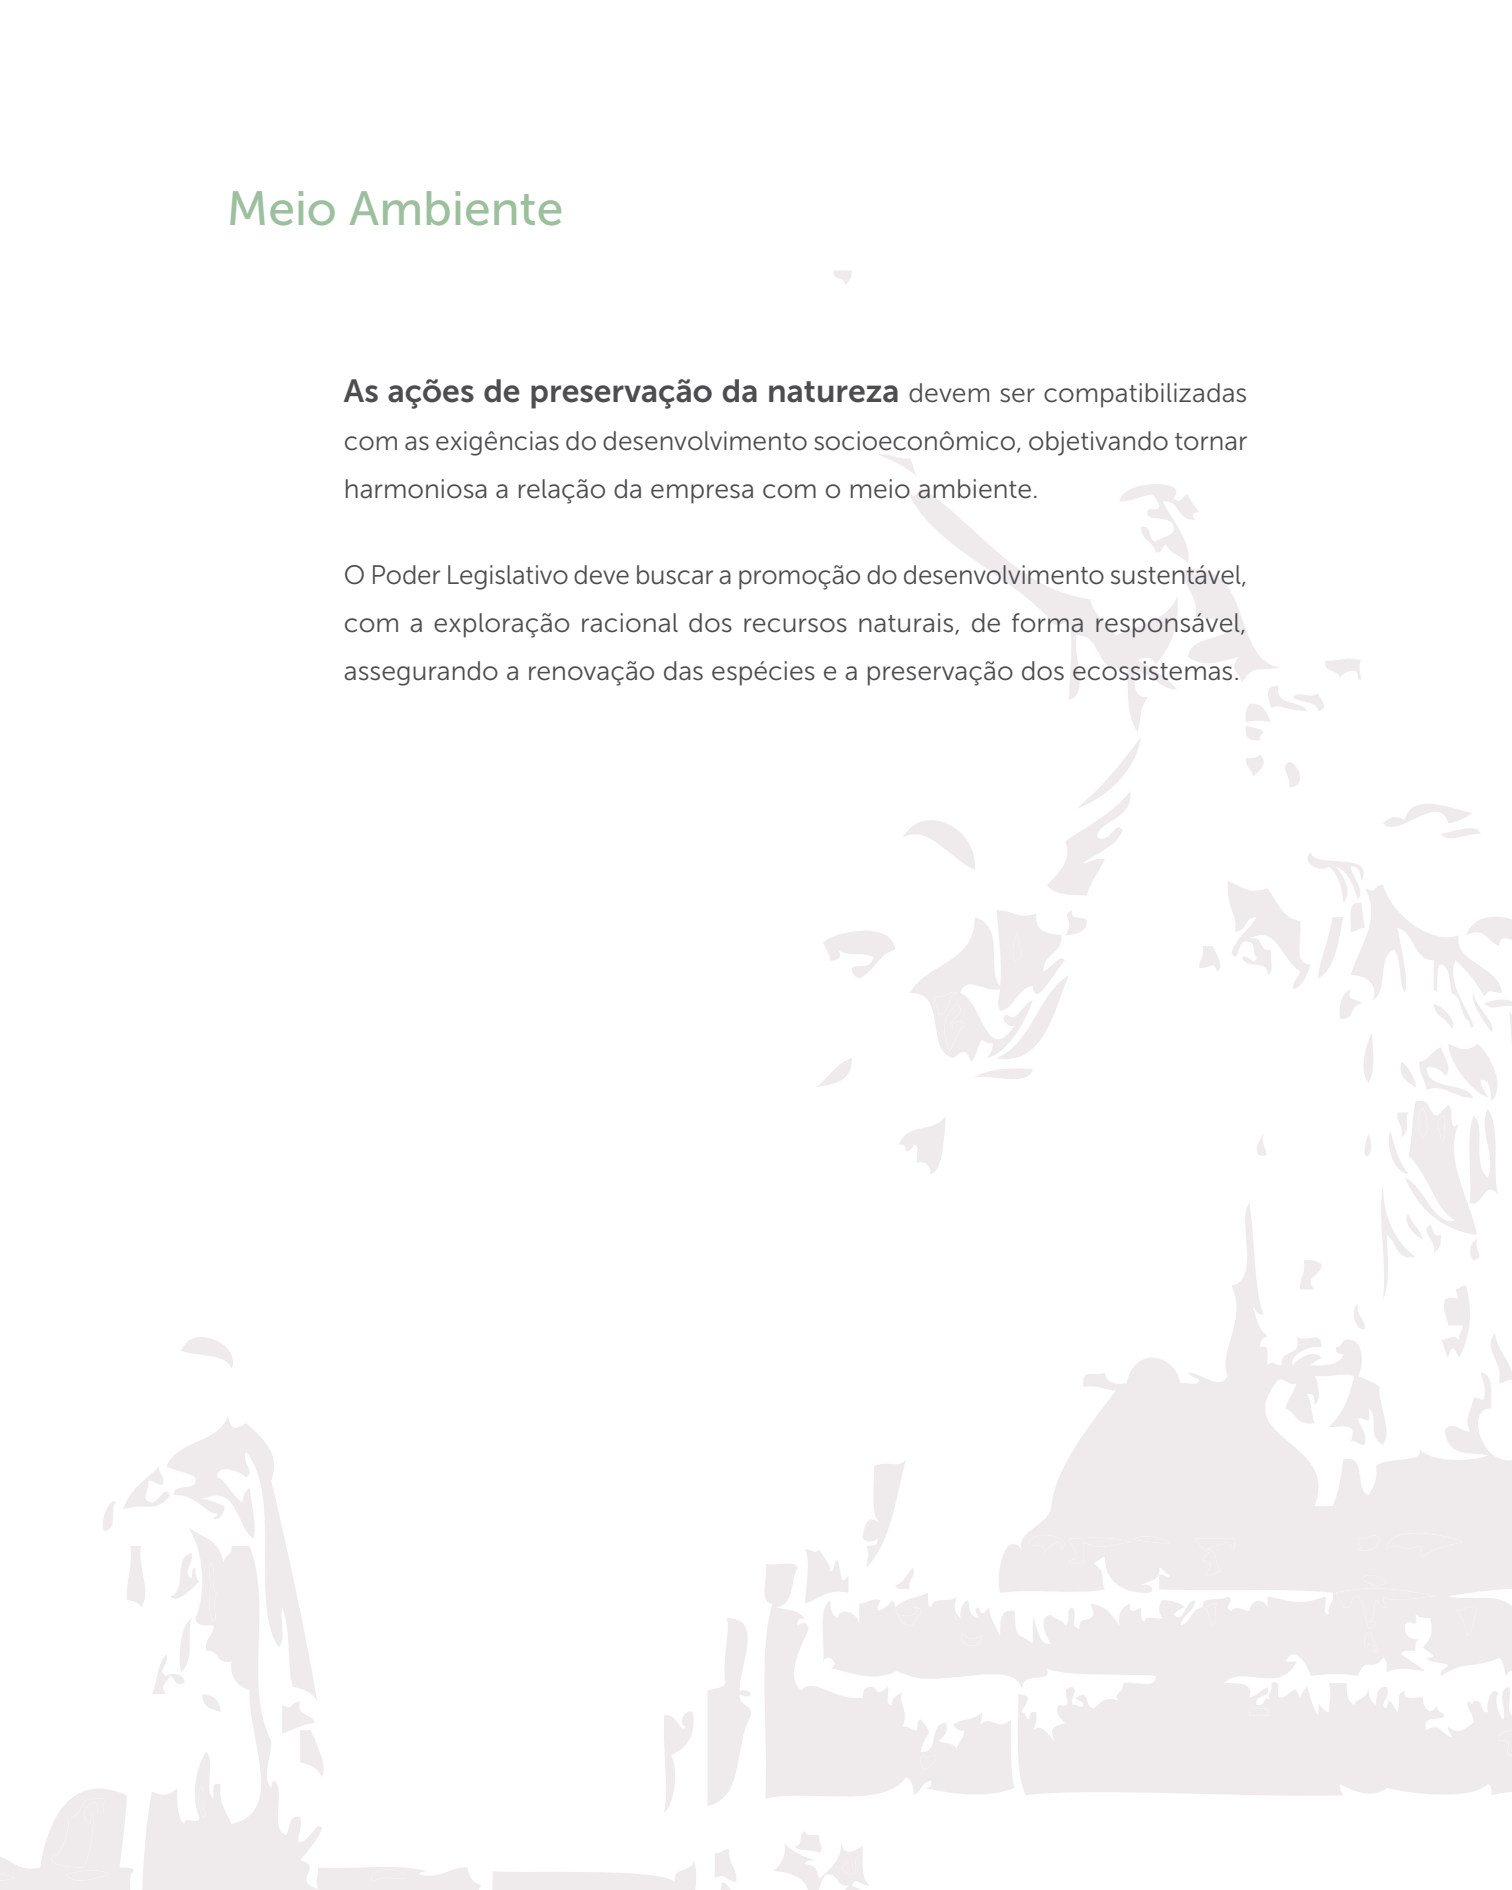 Meio Ambiente
As ações de preservação da natureza devem ser compatibilizadas
com as exigências do desenvolvimento socioeconômico, objetivando tornar
harmoniosa a relação da empresa com o meio ambiente.
O Poder Legislativo deve buscar a promoção do desenvolvimento sustentável,
com a exploração racional dos recursos naturais, de forma responsável,
assegurando a renovação das espécies e a preservação dos ecossistemas.